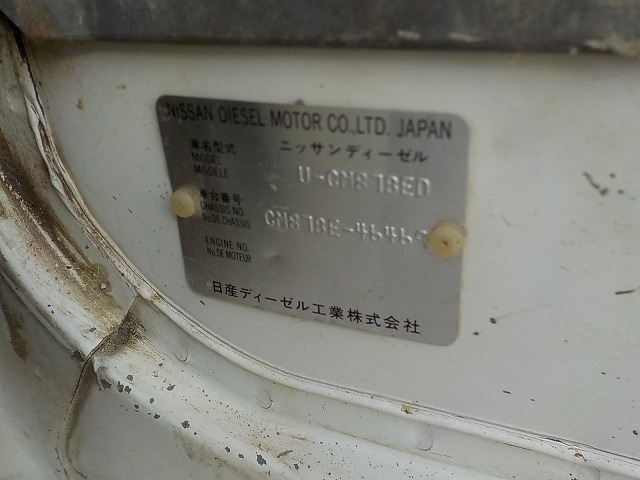 NISSAN DIESEL MOTOR CO.,LTD. JAPAN
車名型式 ニッサンディーゼル
MODEL
MODELE U-CM87BED
車台番号
CHASSIS NO. CM87BE-
No. DE CHASSIS
ENGINE NO.
No. DE MOTEUR
日産ディーゼル工業株式会社